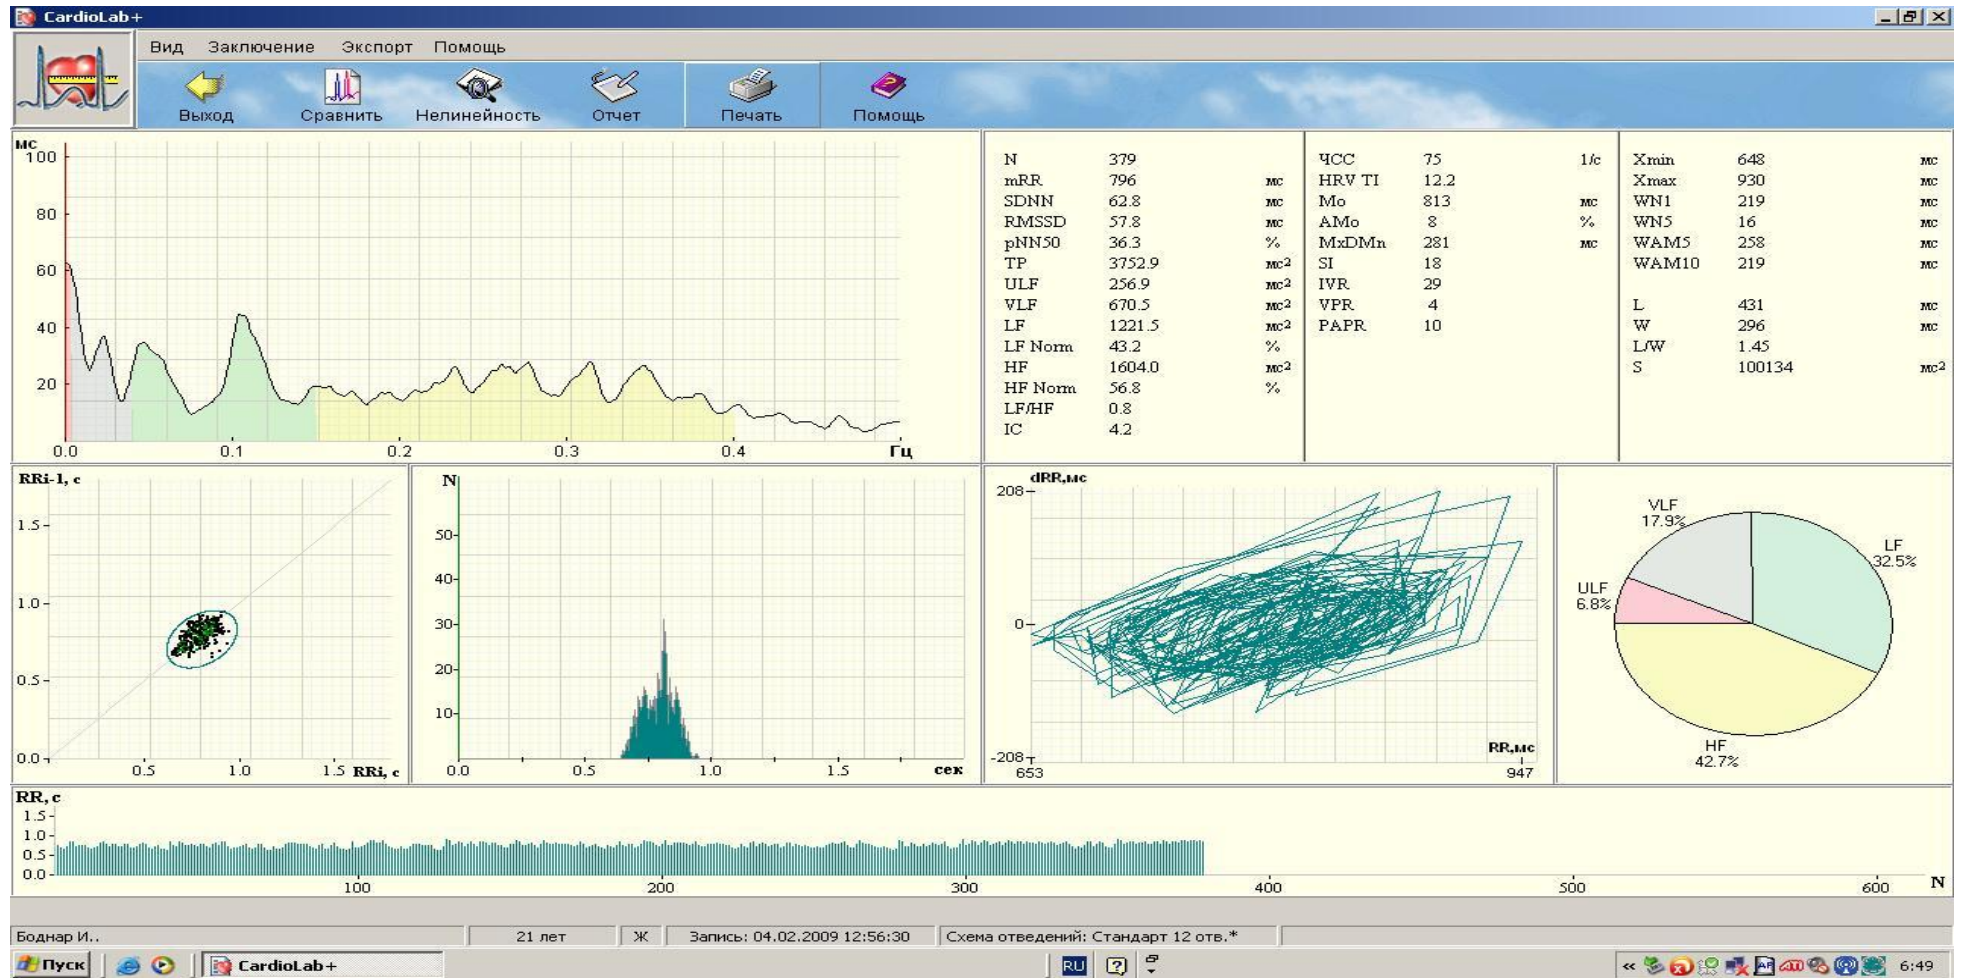 CardioLab+
Вид Заключение Экспорт Помощь
Выход Сравнить Нелинейность Отчет Печать Помощь
мс
100
80
60
40
20
0.0 0.1 0.2 0.3 0.4 Гц
N 379
mRR 796 мс
SDNN 62.8 мс
RMSSD 57.8 мс
pNN50 36.3 %
TP 3752.9 мс2
ULF 256.9 мс2
VLF 670.5 мс2
LF 1221.5 мс2
LF Norm 43.2 %
HF 1604.0 мс2
HF Norm 56.8 %
LF/HF 0.8
IC 4.2
ЧСС 75 1/с
HRV TI 12.2
Mo 813 мс
AMo 8 %
MxDMn 281 мс
SI 18
IVR 29
VPR 4
PAPR 10
Xmin 648 мс
Xmax 930 мс
WN1 219 мс
WN5 16 мс
WAM5 258 мс
WAM10 219 мс
L 431 мс
W 296 мс
L/W 1.45
S 100134 мс2
RRi-1, c
1.5
1.0
0.5
0.0
0.5 1.0 1.5 RRi, c
N
50
40
30
20
10
0.0 0.5 1.0 1.5 сек
dRR,мс
208
0
-208
RR,мс
653 947
VLF
17.9%
LF
32.5%
ULF
6.8%
HF
42.7%
RR, c
1.5
1.0
0.5
0.0
100 200 300 400 500 600 N
Боднар И.. 21 лет Ж Запись: 04.02.2009 12:56:30 Схема отведений: Стандарт 12 отв.*
Пуск CardioLab+ RU « 6:49